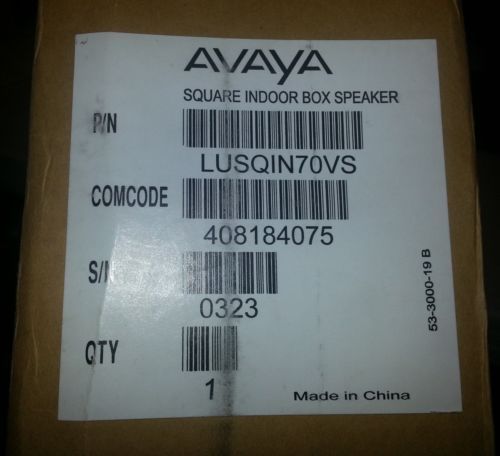 AVAYA
SQUARE INDOOR BOX SPEAKER
P/N
LUSQIN70VS
COMCODE
408184075
S/N
0323
QTY
1
Made in China
53-3000-19 B